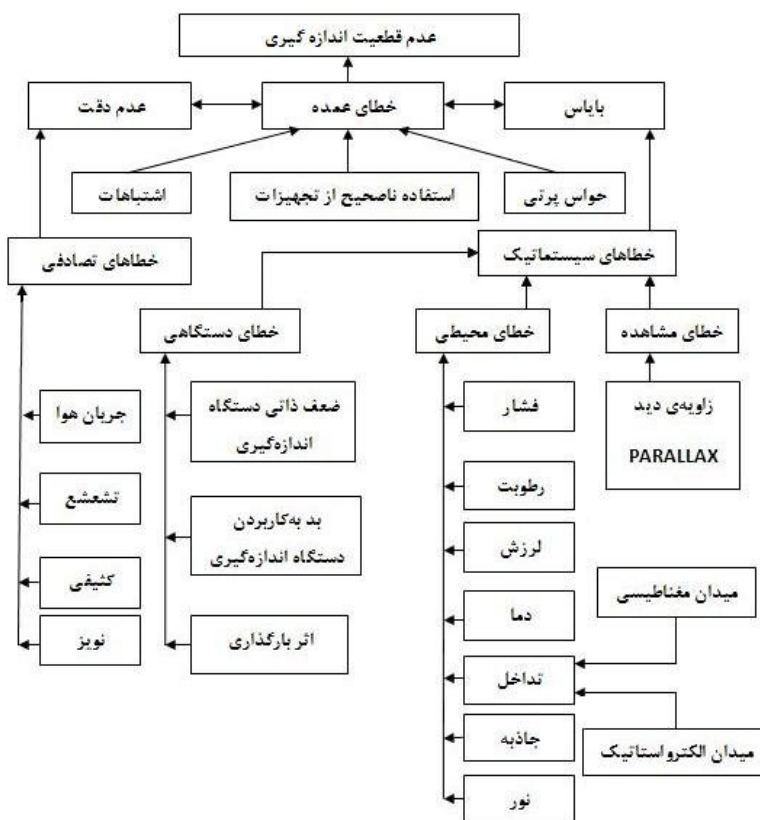 عدم قطعیت اندازه گیری
بایاس
خطای عمده
عدم دقت
حواس پرتی
استفاده ناصحیح از تجهیزات
اشتباهات
خطاهای سیستماتیک
خطاهای تصادفی
خطای مشاهده
خطای محیطی
خطای دستگاهی
زاویه‌ی دید
PARALLAX
فشار
رطوبت
لرزش
دما
تداخل
جاذبه
نور
میدان مغناطیسی
میدان الکترواستاتیک
ضعف ذاتی دستگاه
اندازه‌گیری
بد به‌کاربردن
دستگاه اندازه‌گیری
اثر بارگذاری
جریان هوا
تشعشع
کثیفی
نویز